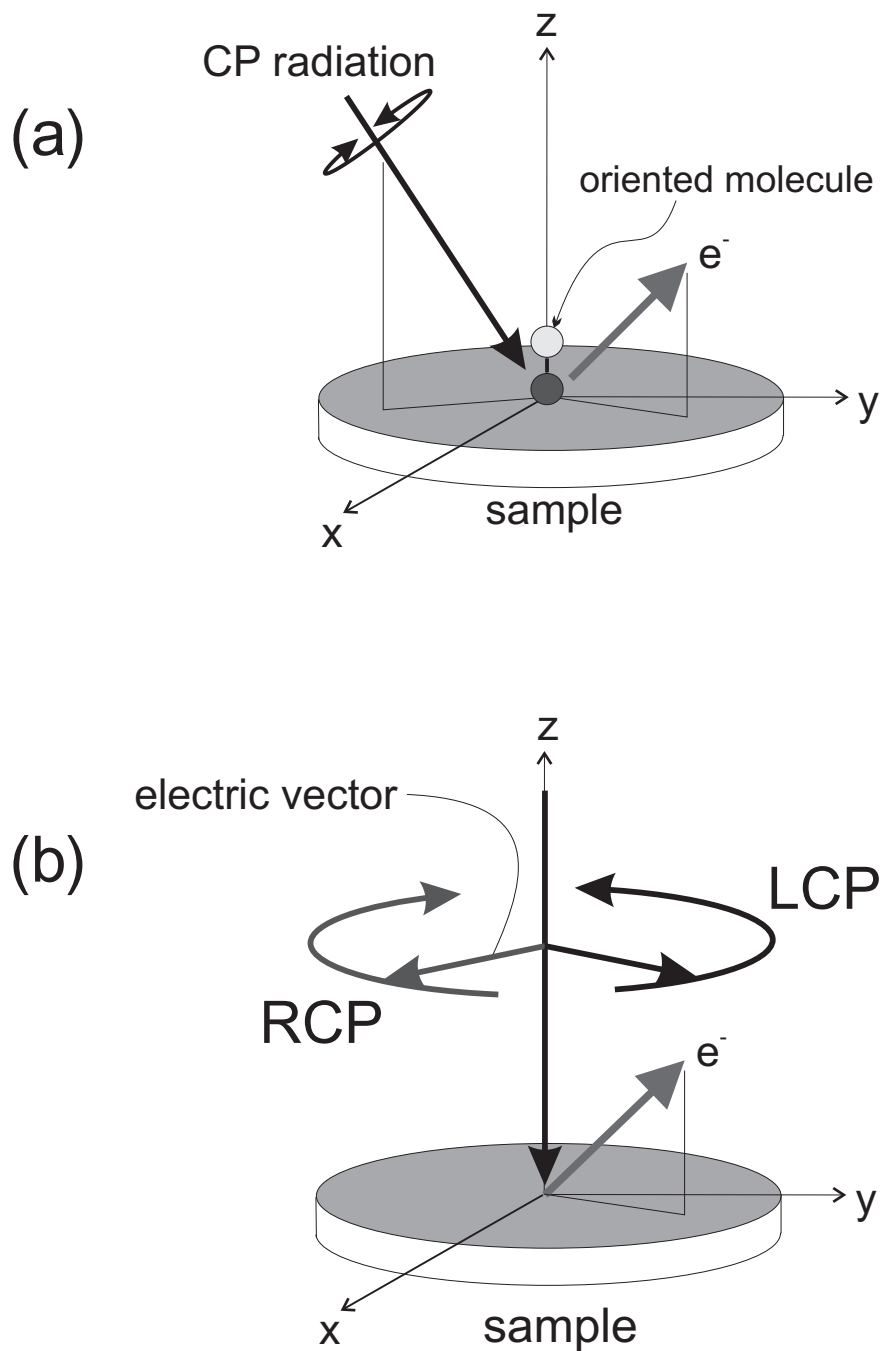 z
CP radiation
(a)
oriented molecule
e⁻
y
x
sample
z
electric vector
(b)
LCP
RCP
e⁻
y
x
sample